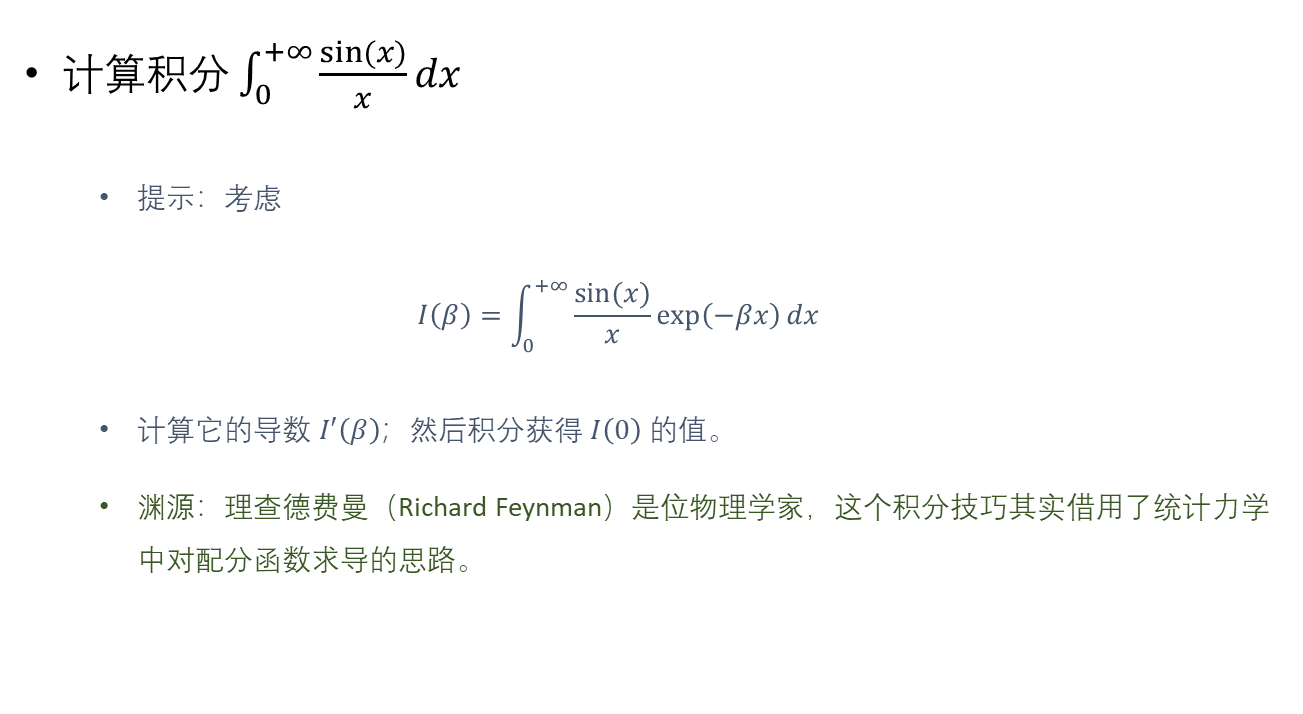 • 计算积分 ∫₀^{+∞} sin(x)/x dx
• 提示：考虑
I(β) = ∫₀^{+∞} sin(x)/x exp(−βx) dx
• 计算它的导数 I′(β)；然后积分获得 I(0) 的值。
• 渊源：理查德费曼（Richard Feynman）是位物理学家，这个积分技巧其实借用了统计力学
中对配分函数求导的思路。